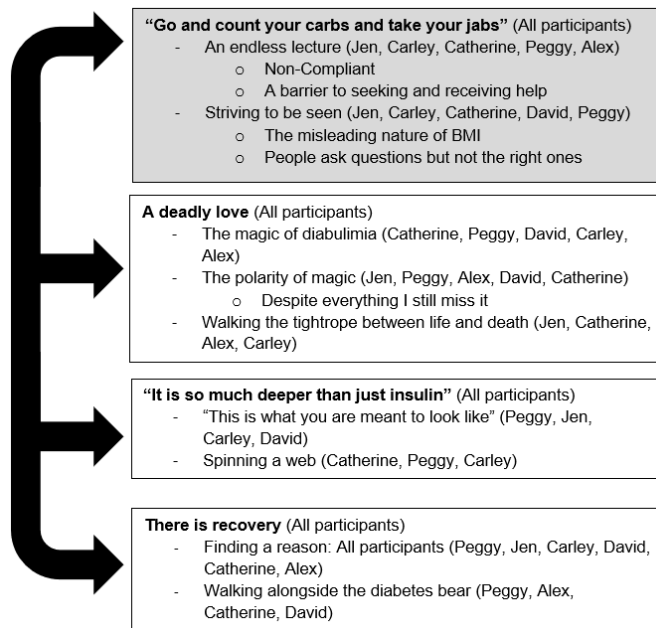 “Go and count your carbs and take your jabs” (All participants)
- An endless lecture (Jen, Carley, Catherine, Peggy, Alex)
o Non-Compliant
o A barrier to seeking and receiving help
- Striving to be seen (Jen, Carley, Catherine, David, Peggy)
o The misleading nature of BMI
o People ask questions but not the right ones
A deadly love (All participants)
- The magic of diabulimia (Catherine, Peggy, David, Carley,
Alex)
- The polarity of magic (Jen, Peggy, Alex, David, Catherine)
o Despite everything I still miss it
- Walking the tightrope between life and death (Jen, Catherine,
Alex, Carley)
“It is so much deeper than just insulin” (All participants)
- “This is what you are meant to look like” (Peggy, Jen,
Carley, David)
- Spinning a web (Catherine, Peggy, Carley)
There is recovery (All participants)
- Finding a reason: All participants (Peggy, Jen, Carley, David,
Catherine, Alex)
- Walking alongside the diabetes bear (Peggy, Alex,
Catherine, David)